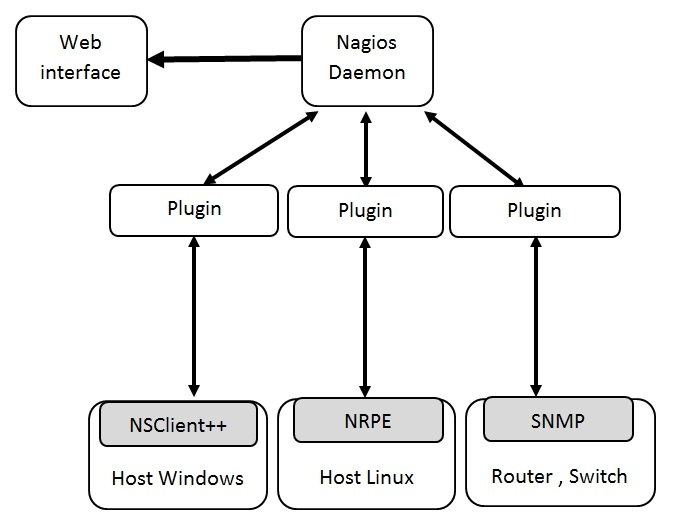 Web
interface
Nagios
Daemon
Plugin
Plugin
Plugin
NSClient++
Host Windows
NRPE
Host Linux
SNMP
Router , Switch